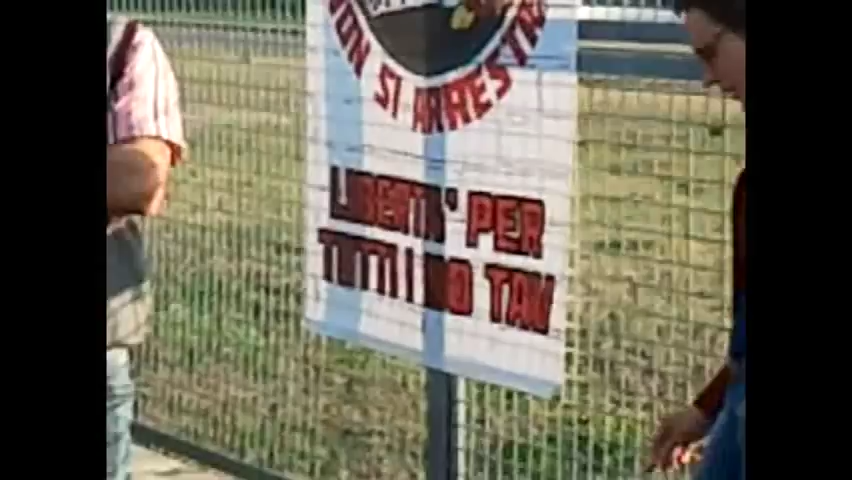 NON SI ARRESTA
LIBERTA' PER
TUTTI I NO TAV